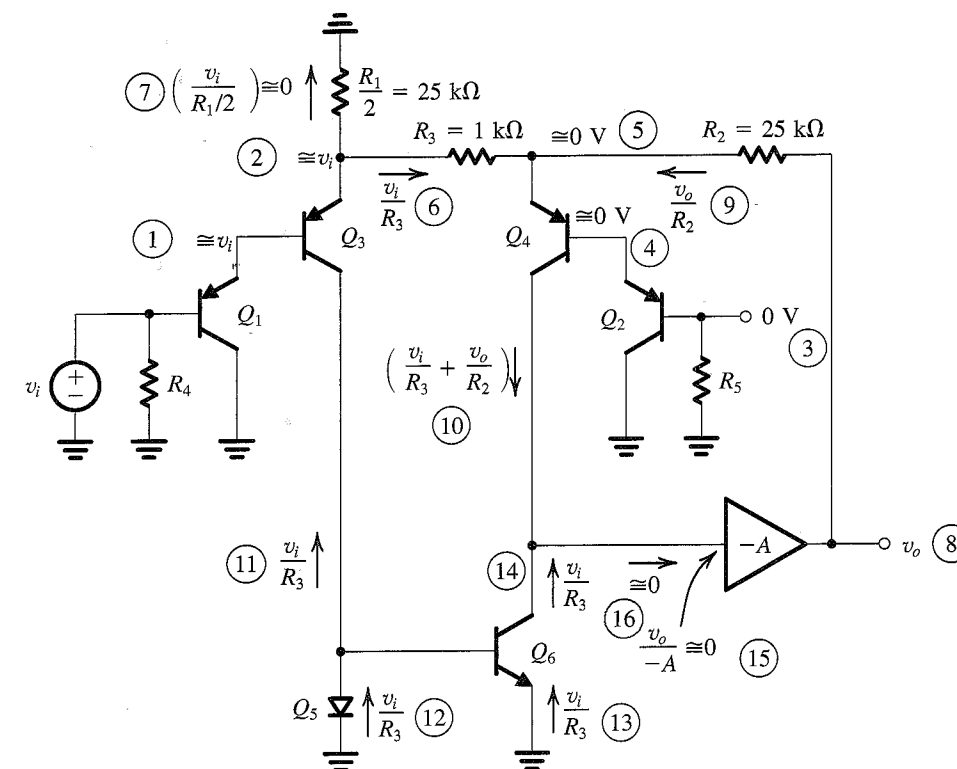 7 (vi / R1/2) ≅0
R1/2 = 25 kΩ
R3 = 1 kΩ
≅0 V 5
R2 = 25 kΩ
2 ≅vi
vi/R3 6
vo/R2 9
1 ≅vi
Q3
Q4
≅0 V
4
Q1
Q2
0 V
3
vi
+
−
R4
(vi/R3 + vo/R2)
10
R5
11 vi/R3
14
vi/R3
≅0
−A
vo 8
16
Q6
vo/−A ≅0
15
Q5
vi/R3 12
vi/R3 13